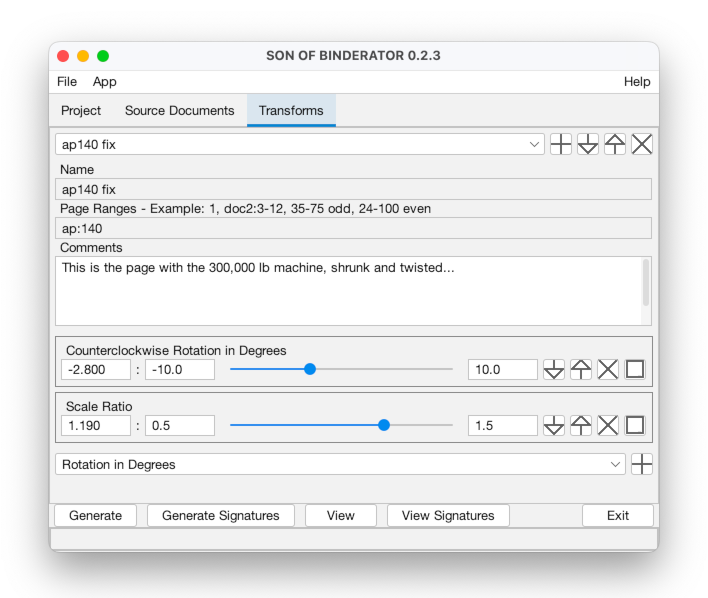 SON OF BINDERATOR 0.2.3
File App Help
Project Source Documents Transforms
ap140 fix
Name
ap140 fix
Page Ranges - Example: 1, doc2:3-12, 35-75 odd, 24-100 even
ap:140
Comments
This is the page with the 300,000 lb machine, shrunk and twisted...
Counterclockwise Rotation in Degrees
-2.800 : -10.0 10.0
Scale Ratio
1.190 : 0.5 1.5
Rotation in Degrees
Generate Generate Signatures View View Signatures Exit